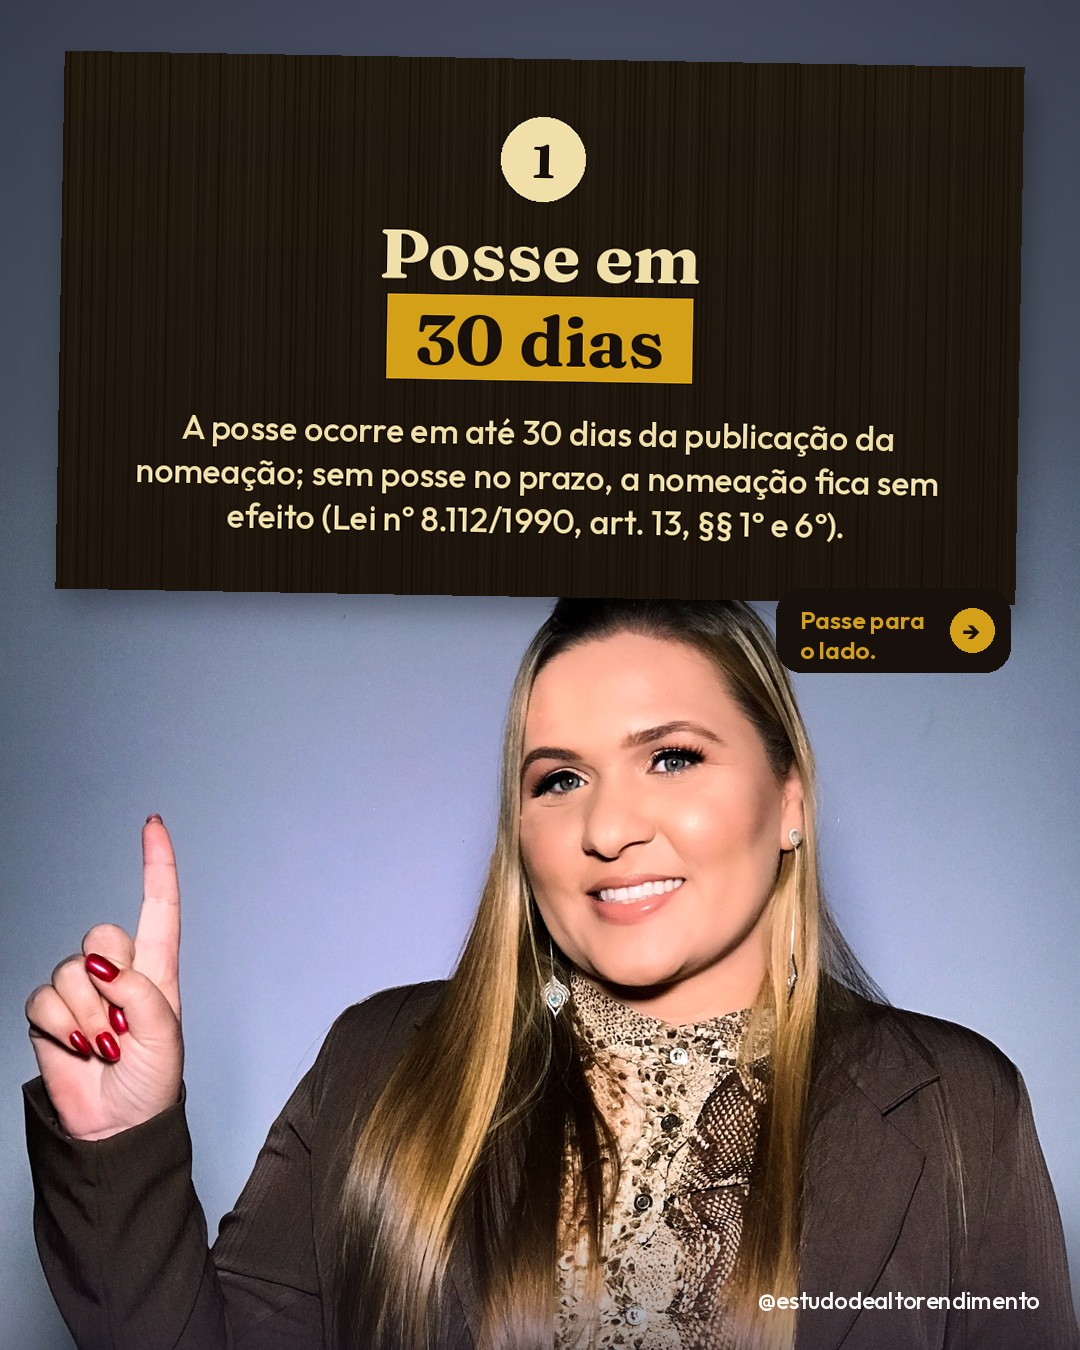 1
Posse em
30 dias
A posse ocorre em até 30 dias da publicação da
nomeação; sem posse no prazo, a nomeação fica sem
efeito (Lei nº 8.112/1990, art. 13, §§ 1º e 6º).
Passe para
o lado.
@estudodealtorendimento